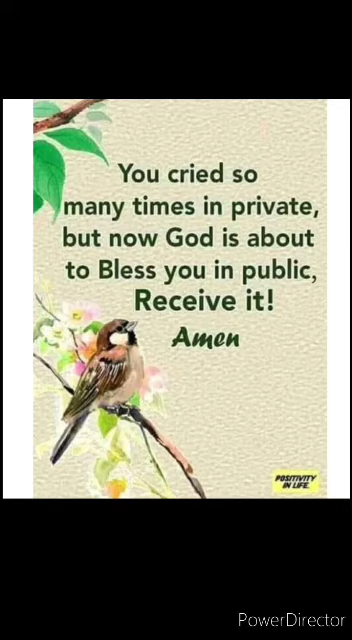 You cried so
many times in private,
but now God is about
to Bless you in public,
Receive it!
Amen
POSITIVITY
IN LIFE.
PowerDirector